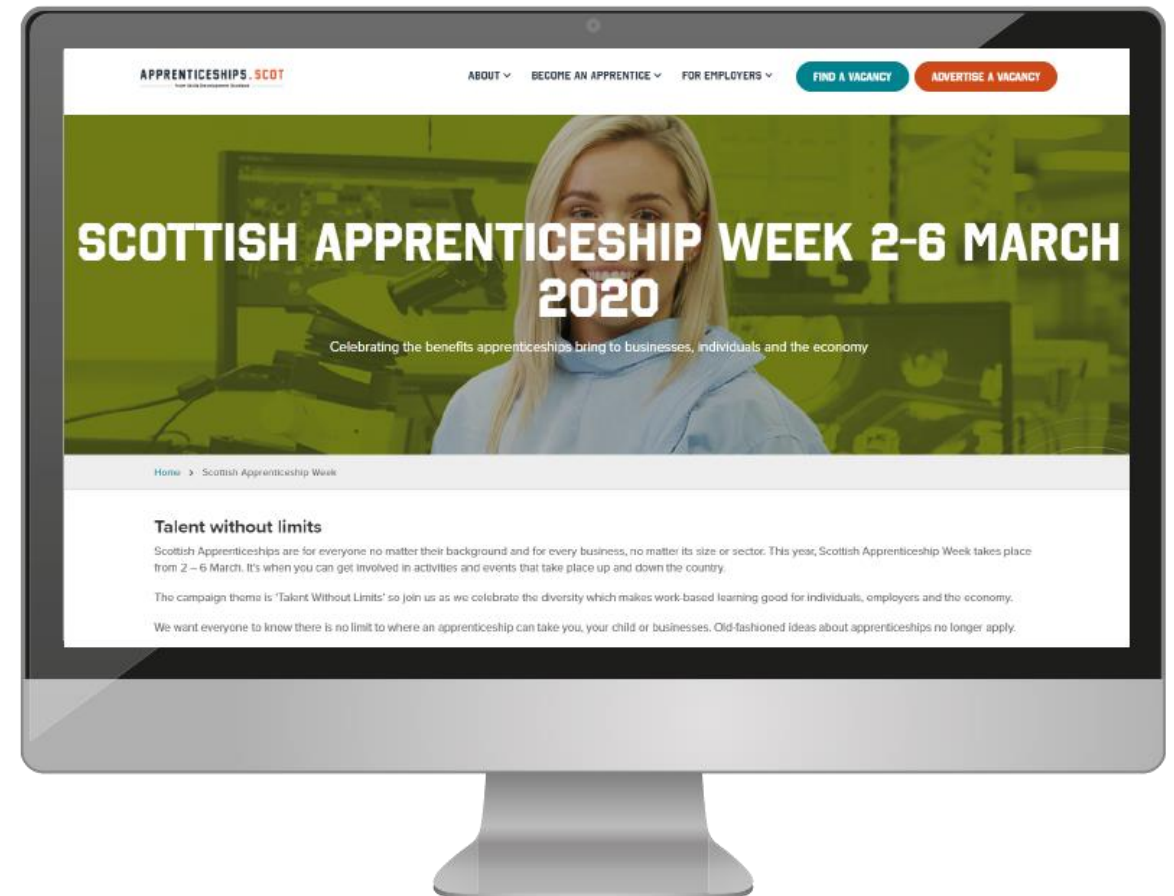 APPRENTICESHIPS.SCOT
From Skills Development Scotland
ABOUT BECOME AN APPRENTICE FOR EMPLOYERS FIND A VACANCY ADVERTISE A VACANCY
SCOTTISH APPRENTICESHIP WEEK 2-6 MARCH
2020
Celebrating the benefits apprenticeships bring to businesses, individuals and the economy
Home > Scottish Apprenticeship Week
Talent without limits
Scottish Apprenticeships are for everyone no matter their background and for every business, no matter its size or sector. This year, Scottish Apprenticeship Week takes place
from 2 – 6 March. It's when you can get involved in activities and events that take place up and down the country.
The campaign theme is 'Talent Without Limits' so join us as we celebrate the diversity which makes work-based learning good for individuals, employers and the economy.
We want everyone to know there is no limit to where an apprenticeship can take you, your child or businesses. Old-fashioned ideas about apprenticeships no longer apply.